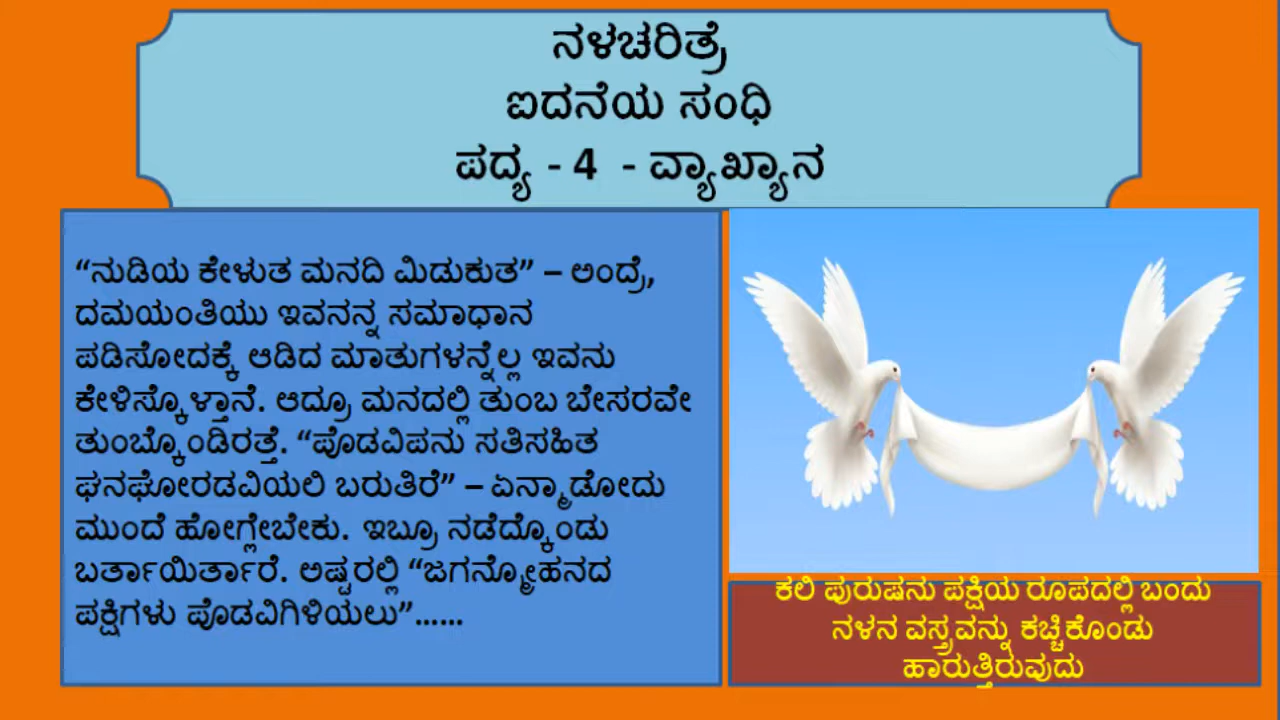 ನಳಚರಿತ್ರೆ
ಐದನೆಯ ಸಂಧಿ
ಪದ್ಯ - 4 - ವ್ಯಾಖ್ಯಾನ
“ನುಡಿಯ ಕೇಳುತ ಮನದಿ ಮಿಡುಕುತ” – ಅಂದ್ರೆ,
ದಮಯಂತಿಯು ಇವನನ್ನ ಸಮಾಧಾನ
ಪಡಿಸೋದಕ್ಕೆ ಆಡಿದ ಮಾತುಗಳನ್ನೆಲ್ಲ ಇವನು
ಕೇಳಿಸ್ಕೊಳ್ತಾನೆ. ಆದ್ರೂ ಮನದಲ್ಲಿ ತುಂಬ ಬೇಸರವೇ
ತುಂಬ್ಕೊಂಡಿರತ್ತೆ. “ಪೊಡವಿಪನು ಸತಿಸಹಿತ
ಘನಘೋರಡವಿಯಲಿ ಬರುತಿರೆ” – ಏನ್ಮಾಡೋದು
ಮುಂದೆ ಹೋಗ್ಲೇಬೇಕು. ಇಬ್ರೂ ನಡೆದ್ಕೊಂಡು
ಬರ್ತಾಯಿರ್ತಾರೆ. ಅಷ್ಟರಲ್ಲಿ “ಜಗನ್ಮೋಹನದ
ಪಕ್ಷಿಗಳು ಪೊಡವಿಗಿಳಿಯಲು”......
ಕಲಿ ಪುರುಷನು ಪಕ್ಷಿಯ ರೂಪದಲ್ಲಿ ಬಂದು
ನಳನ ವಸ್ತ್ರವನ್ನು ಕಚ್ಚಿಕೊಂಡು
ಹಾರುತ್ತಿರುವುದು